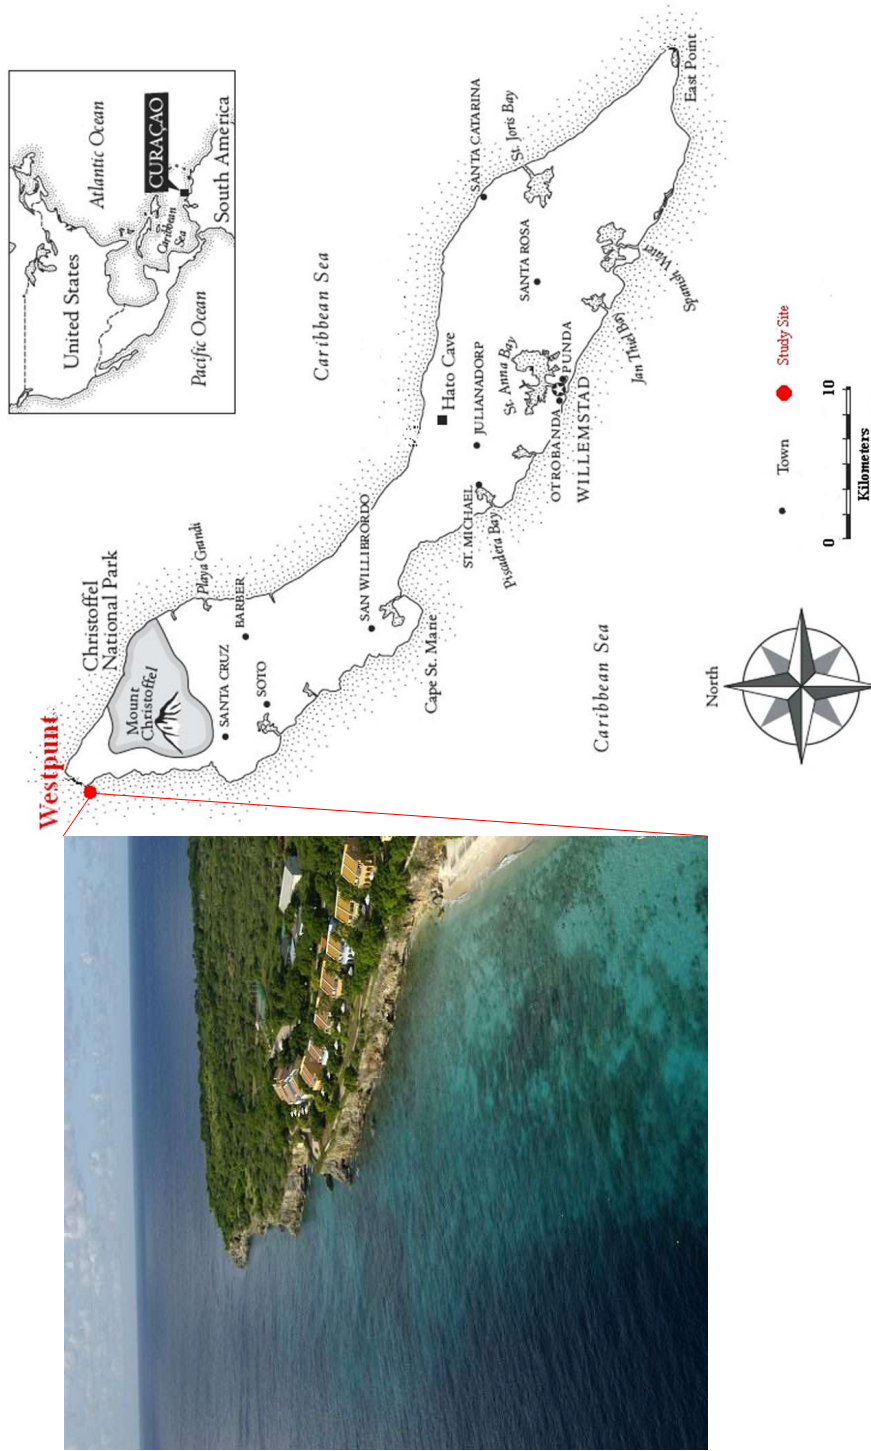 Westpunt
Christoffel
National Park
Mount
Christoffel
Playa Grandi
SANTA CRUZ
BARBER
SOTO
SAN WILLIBRORDO
Cape St. Marie
Caribbean Sea
Hato Cave
ST. MICHAEL
JULIANADORP
Piscadera Bay
St. Anna Bay
OTROBANDA
PUNDA
WILLEMSTAD
SANTA CATARINA
St. Joris Bay
SANTA ROSA
Jan Thiel Bay
Spanish Water
East Point
Caribbean Sea
United States
Atlantic Ocean
CURAÇAO
Caribbean
Sea
Pacific Ocean
South America
North
Town
Study Site
0
10
Kilometers